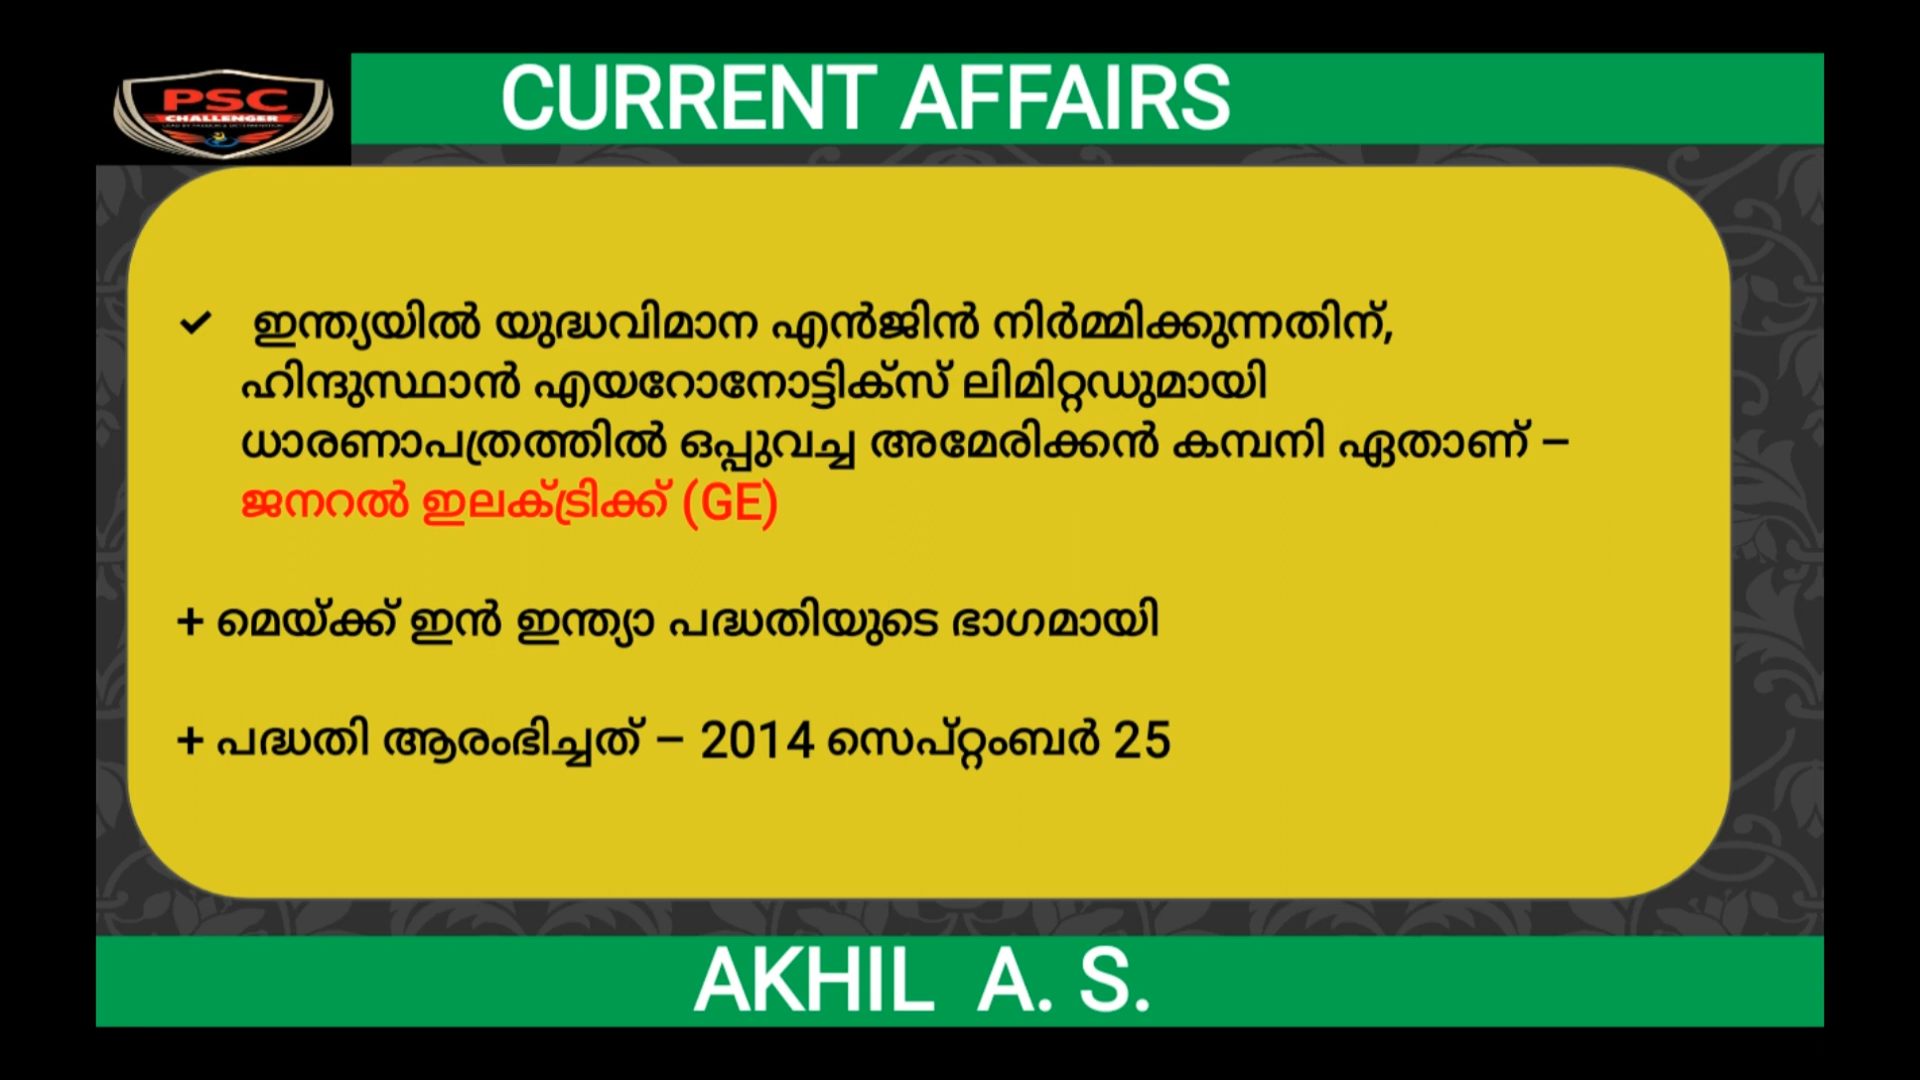 PSC
CHALLENGER
CURRENT AFFAIRS
✓ ഇന്ത്യയിൽ യുദ്ധവിമാന എൻജിൻ നിർമ്മിക്കുന്നതിന്,
ഹിന്ദുസ്ഥാൻ എയറോനോട്ടിക്സ് ലിമിറ്റഡുമായി
ധാരണാപത്രത്തിൽ ഒപ്പുവച്ച അമേരിക്കൻ കമ്പനി ഏതാണ് –
ജനറൽ ഇലക്ട്രിക്ക് (GE)
+ മെയ്ക്ക് ഇൻ ഇന്ത്യാ പദ്ധതിയുടെ ഭാഗമായി
+ പദ്ധതി ആരംഭിച്ചത് – 2014 സെപ്റ്റംബർ 25
AKHIL A. S.